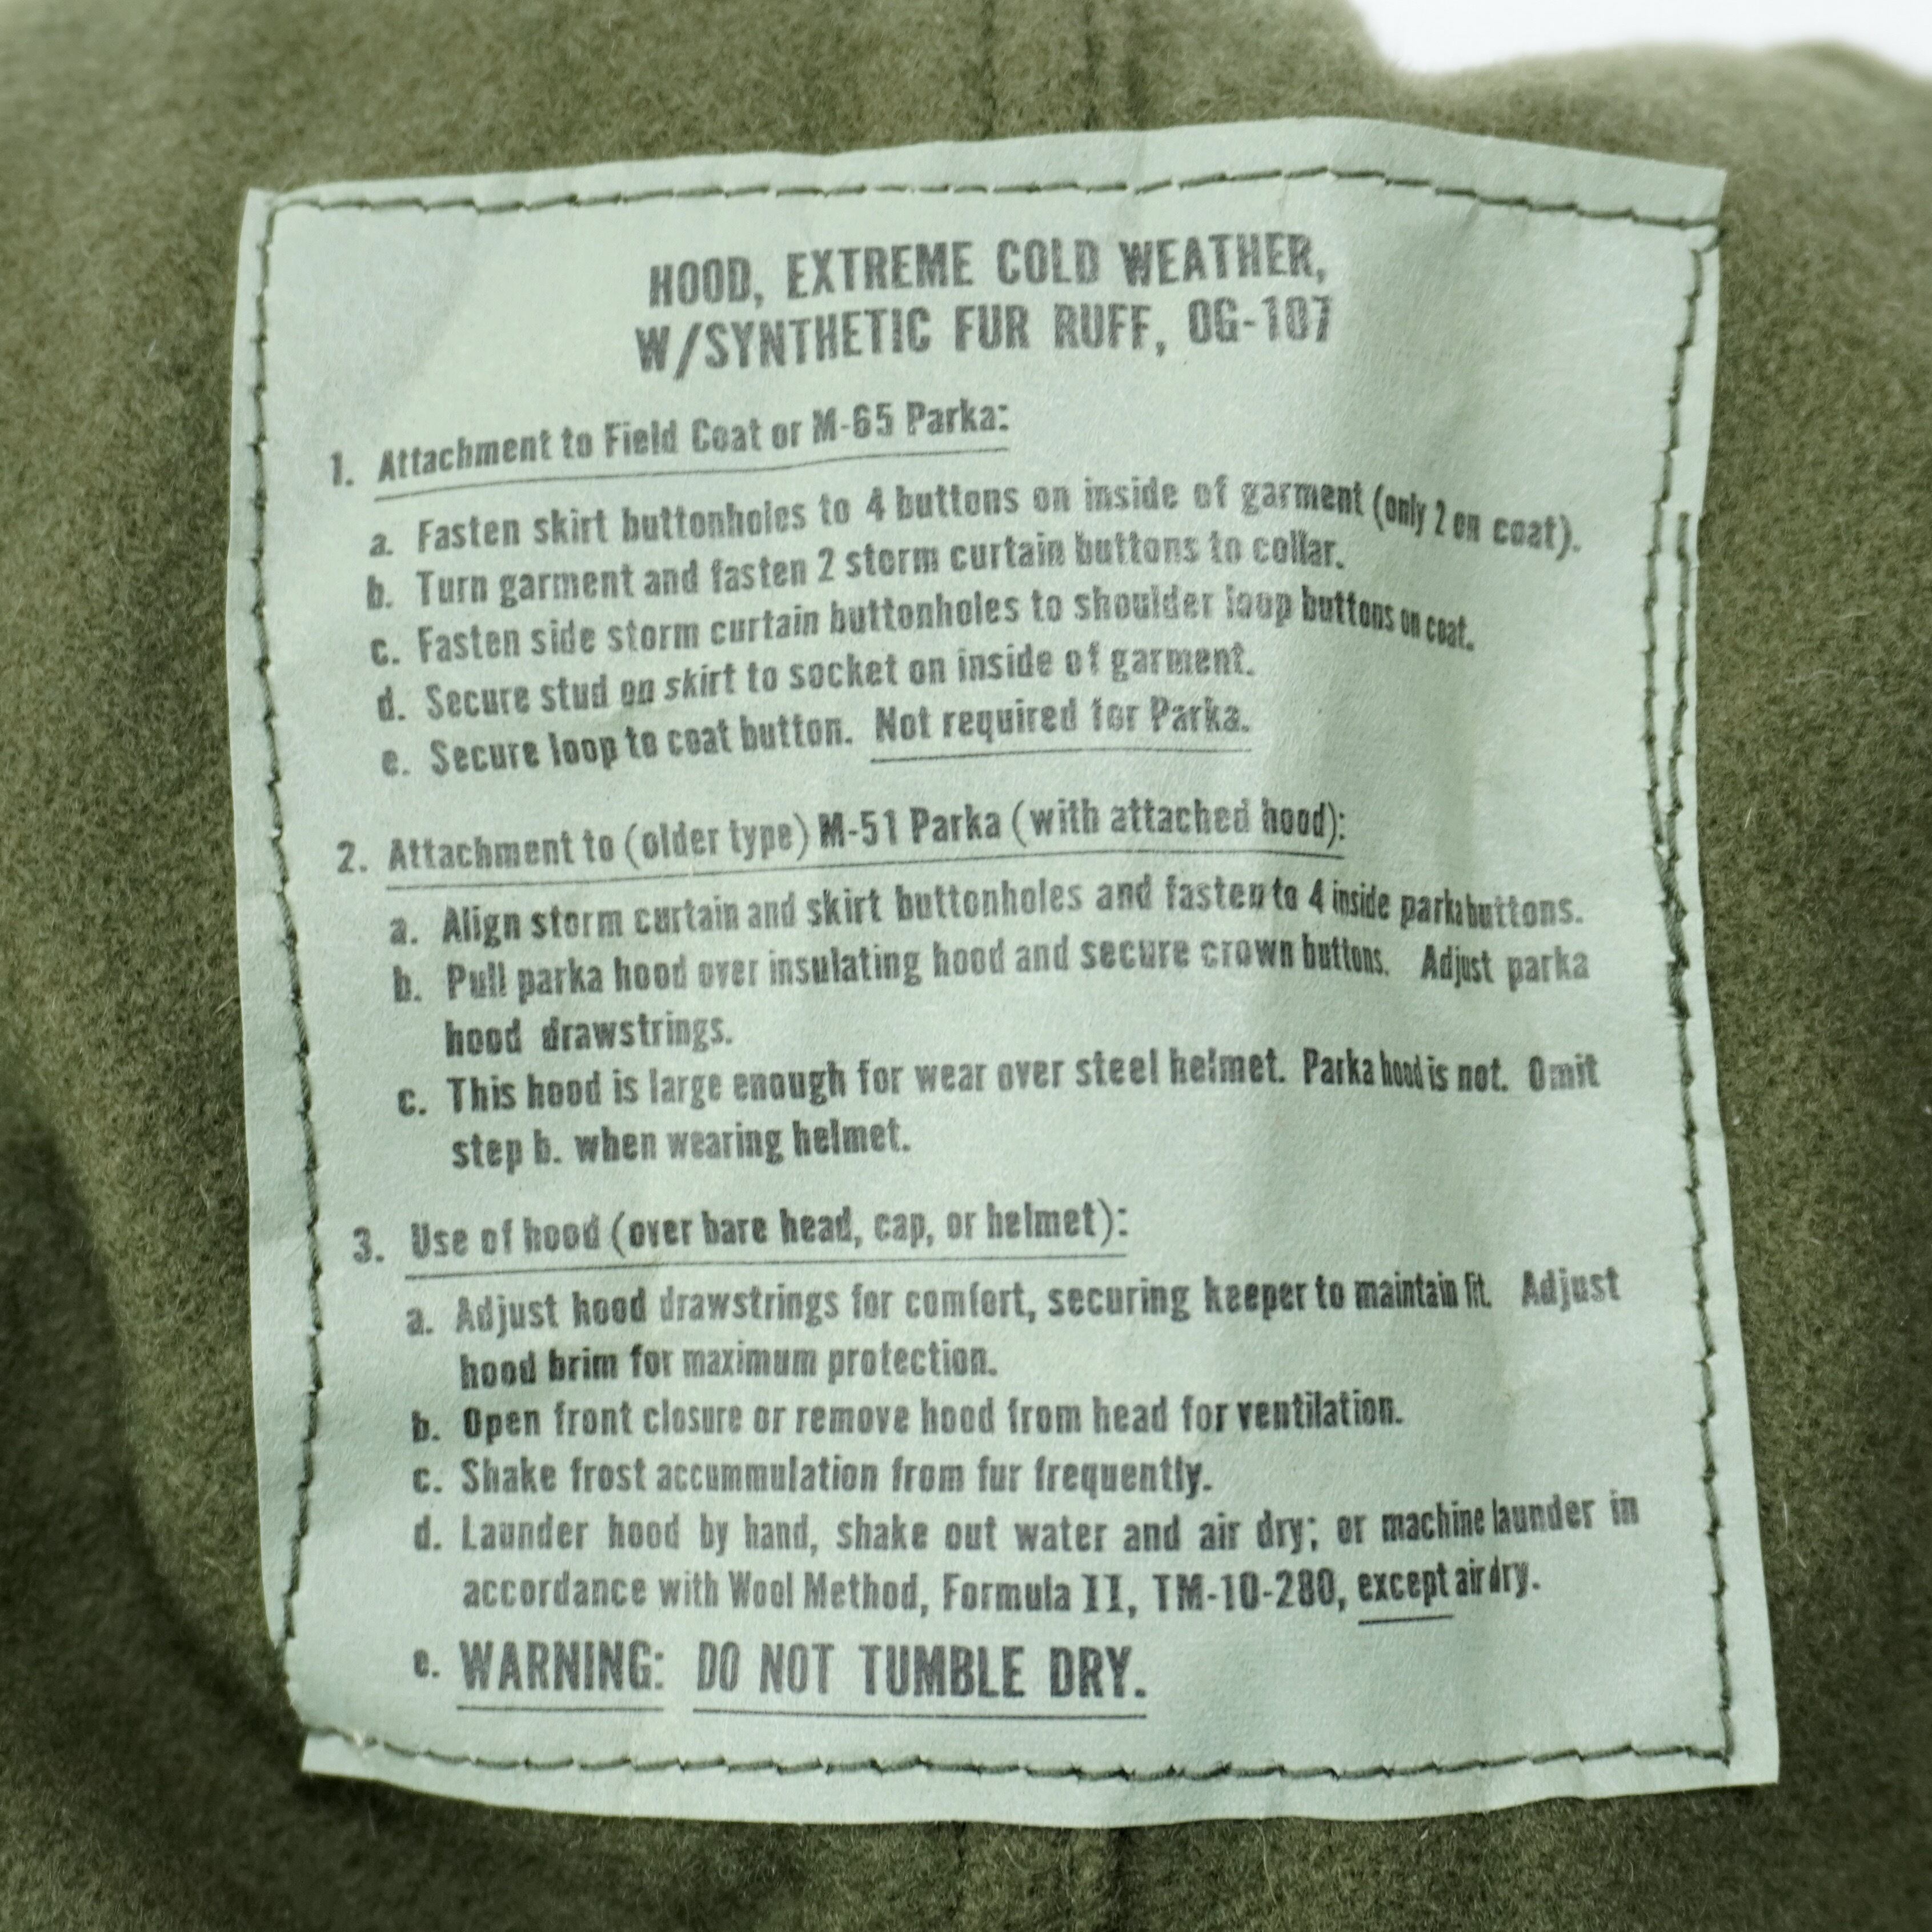 HOOD, EXTREME COLD WEATHER,
W/SYNTHETIC FUR RUFF, OG-107
1. Attachment to Field Coat or M-65 Parka:
a. Fasten skirt buttonholes to 4 buttons on inside of garment (only 2 on coat).
b. Turn garment and fasten 2 storm curtain buttons to collar.
c. Fasten side storm curtain buttonholes to shoulder loop buttons on coat.
d. Secure stud on skirt to socket on inside of garment.
e. Secure loop to coat button. Not required for Parka.
2. Attachment to (older type) M-51 Parka (with attached hood):
a. Align storm curtain and skirt buttonholes and fasten to 4 inside parka buttons.
b. Pull parka hood over insulating hood and secure crown buttons. Adjust parka
hood drawstrings.
c. This hood is large enough for wear over steel helmet. Parka hood is not. Omit
step b. when wearing helmet.
3. Use of hood (over bare head, cap, or helmet):
a. Adjust hood drawstrings for comfort, securing keeper to maintain fit. Adjust
hood brim for maximum protection.
b. Open front closure or remove hood from head for ventilation.
c. Shake frost accummulation from fur frequently.
d. Launder hood by hand, shake out water and air dry; or machine launder in
accordance with Wool Method, Formula II, TM-10-280, except air dry.
e. WARNING: DO NOT TUMBLE DRY.